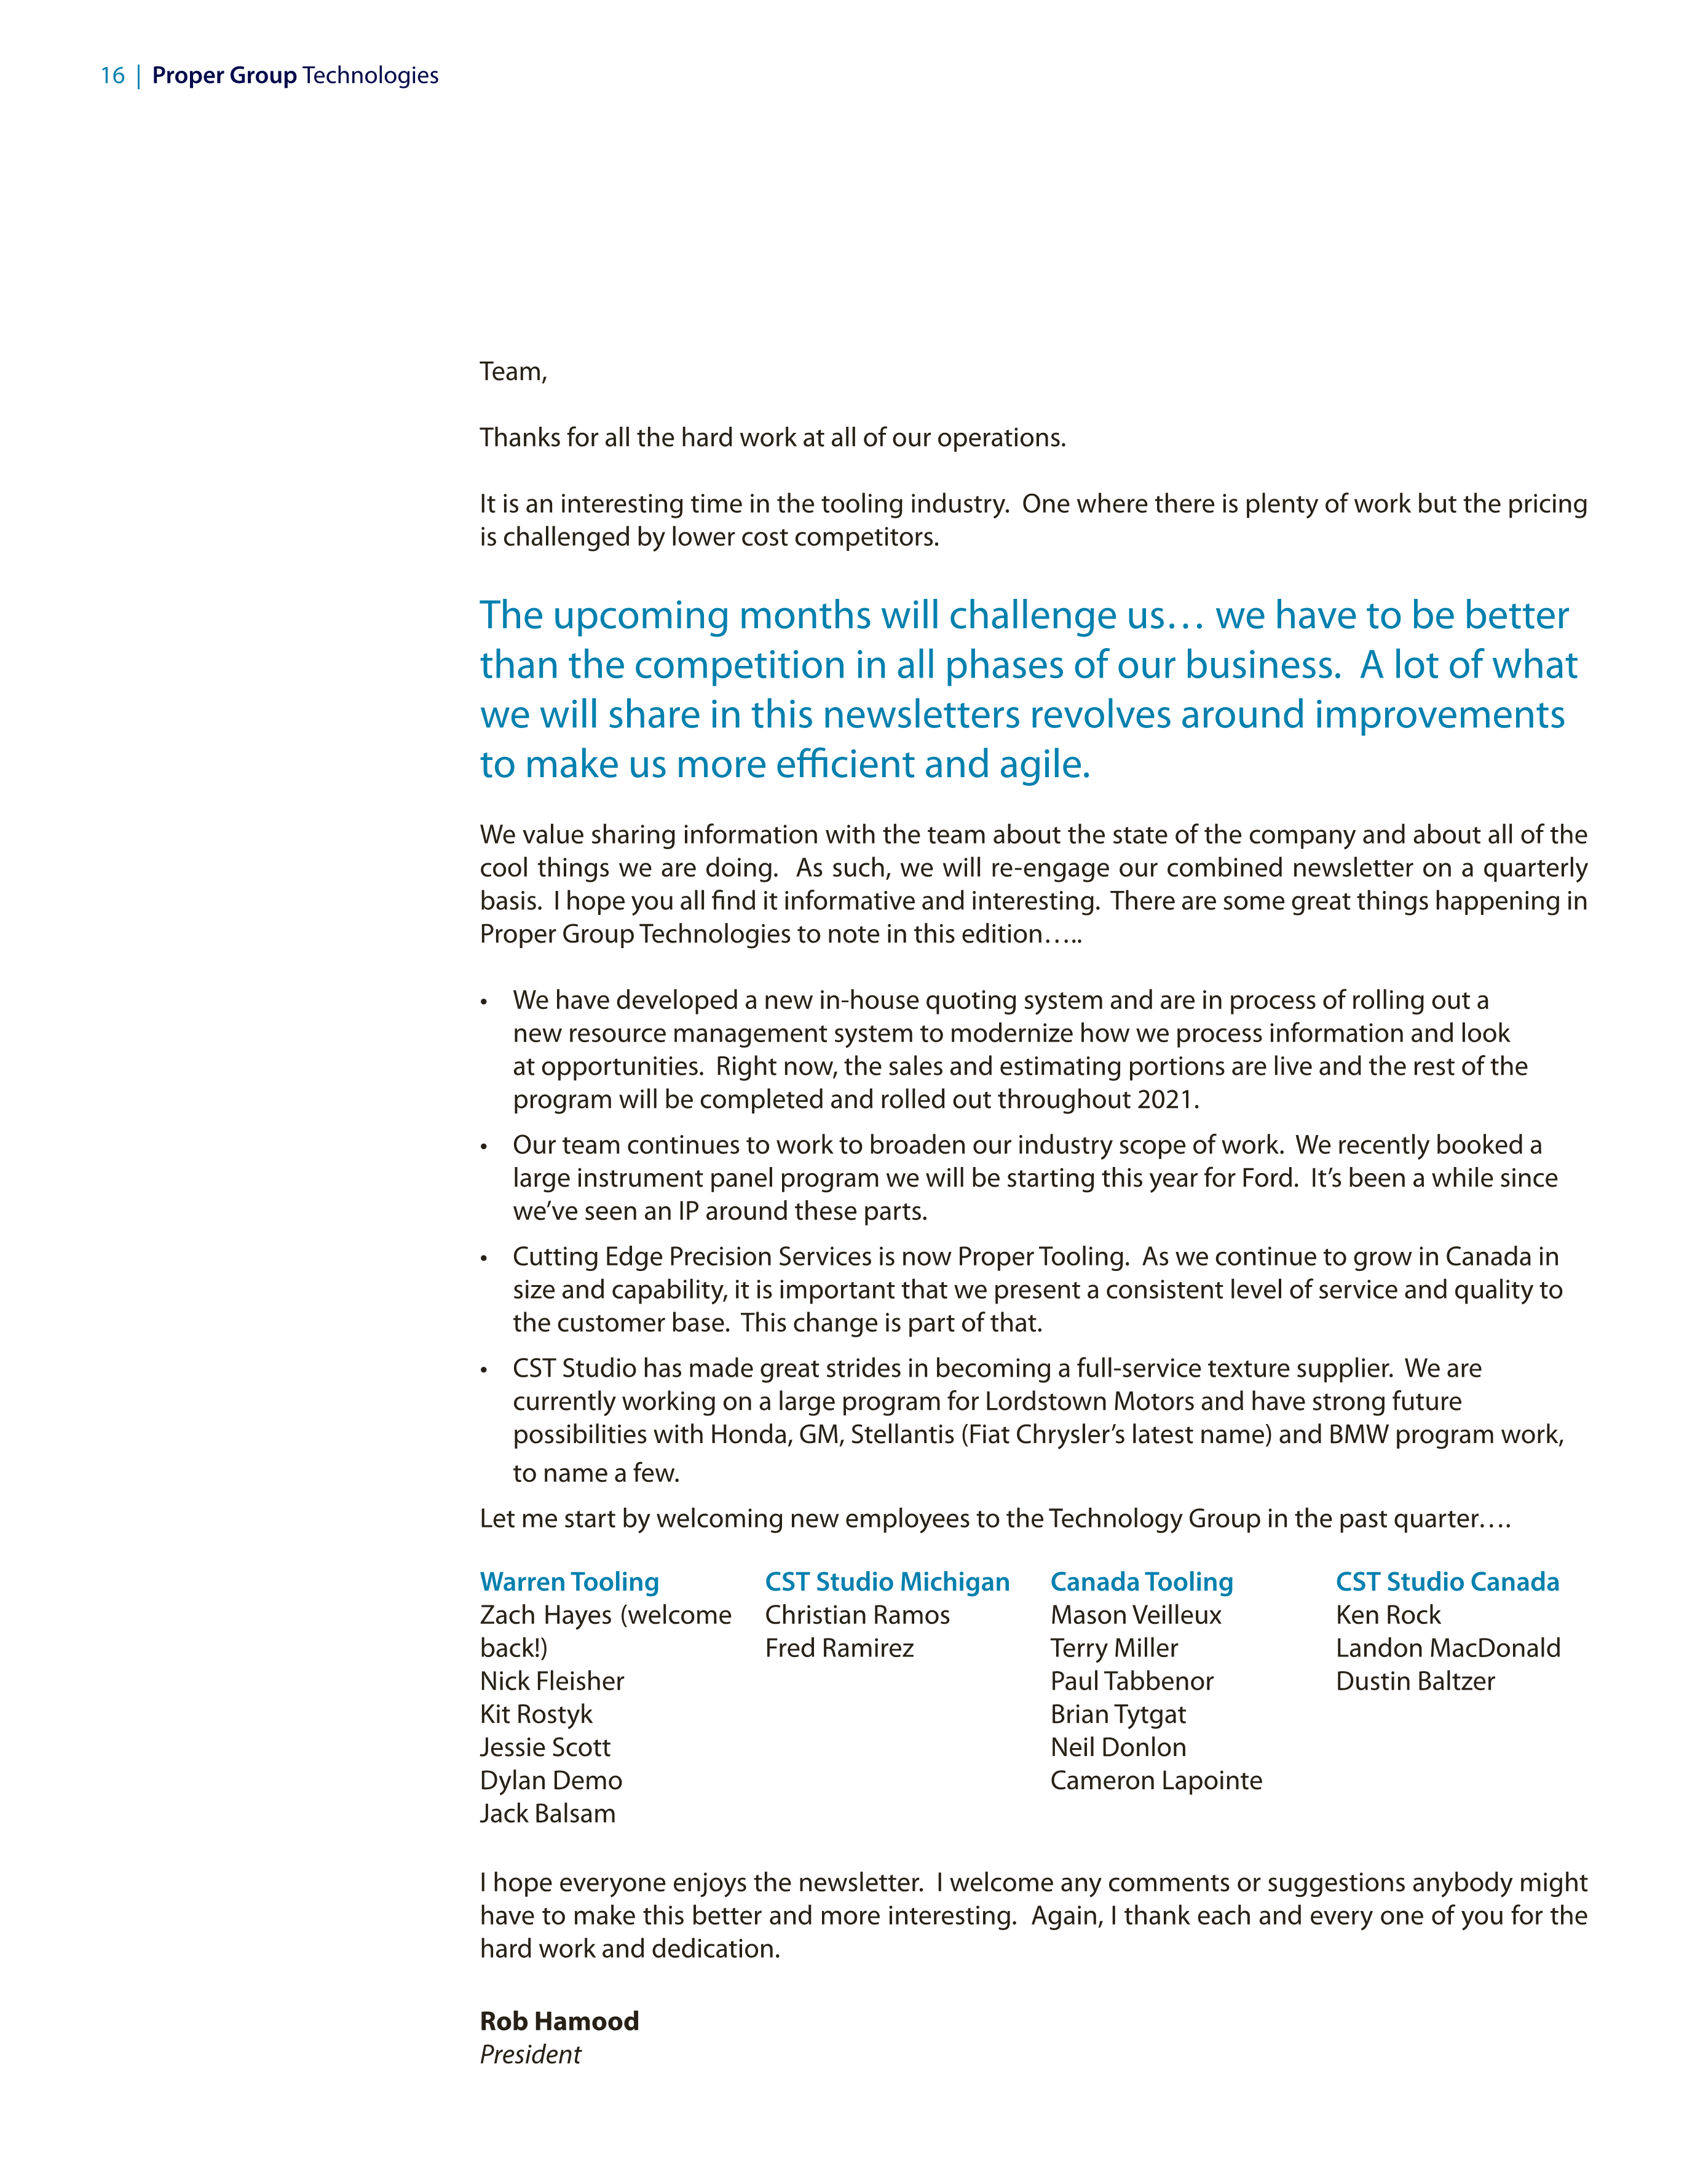 16 | Proper Group Technologies
Team,
Thanks for all the hard work at all of our operations.
It is an interesting time in the tooling industry.  One where there is plenty of work but the pricing
is challenged by lower cost competitors.
The upcoming months will challenge us… we have to be better
than the competition in all phases of our business.  A lot of what
we will share in this newsletters revolves around improvements
to make us more efficient and agile.
We value sharing information with the team about the state of the company and about all of the
cool things we are doing.  As such, we will re-engage our combined newsletter on a quarterly
basis.  I hope you all find it informative and interesting.  There are some great things happening in
Proper Group Technologies to note in this edition…..
• We have developed a new in-house quoting system and are in process of rolling out a
new resource management system to modernize how we process information and look
at opportunities.  Right now, the sales and estimating portions are live and the rest of the
program will be completed and rolled out throughout 2021.
• Our team continues to work to broaden our industry scope of work.  We recently booked a
large instrument panel program we will be starting this year for Ford.  It’s been a while since
we’ve seen an IP around these parts.
• Cutting Edge Precision Services is now Proper Tooling.  As we continue to grow in Canada in
size and capability, it is important that we present a consistent level of service and quality to
the customer base.  This change is part of that.
• CST Studio has made great strides in becoming a full-service texture supplier.  We are
currently working on a large program for Lordstown Motors and have strong future
possibilities with Honda, GM, Stellantis (Fiat Chrysler’s latest name) and BMW program work,
to name a few.
Let me start by welcoming new employees to the Technology Group in the past quarter….
Warren Tooling
Zach Hayes (welcome
back!)
Nick Fleisher
Kit Rostyk
Jessie Scott
Dylan Demo
Jack Balsam
CST Studio Michigan
Christian Ramos
Fred Ramirez
Canada Tooling
Mason Veilleux
Terry Miller
Paul Tabbenor
Brian Tytgat
Neil Donlon
Cameron Lapointe
CST Studio Canada
Ken Rock
Landon MacDonald
Dustin Baltzer
I hope everyone enjoys the newsletter.  I welcome any comments or suggestions anybody might
have to make this better and more interesting.  Again, I thank each and every one of you for the
hard work and dedication.
Rob Hamood
President